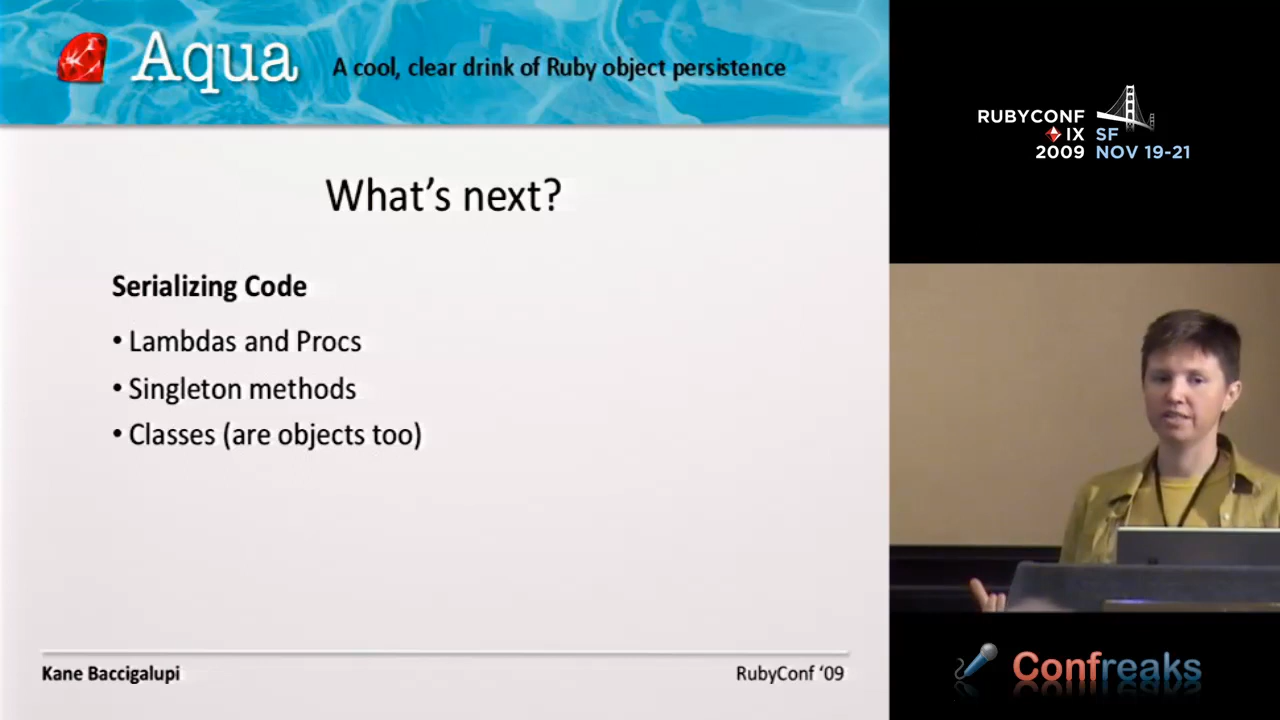 Aqua
A cool, clear drink of Ruby object persistence
What's next?
Serializing Code
• Lambdas and Procs
• Singleton methods
• Classes (are objects too)
Kane Baccigalupi
RubyConf '09
RUBYCONF
IX SF
2009 NOV 19-21
Confreaks